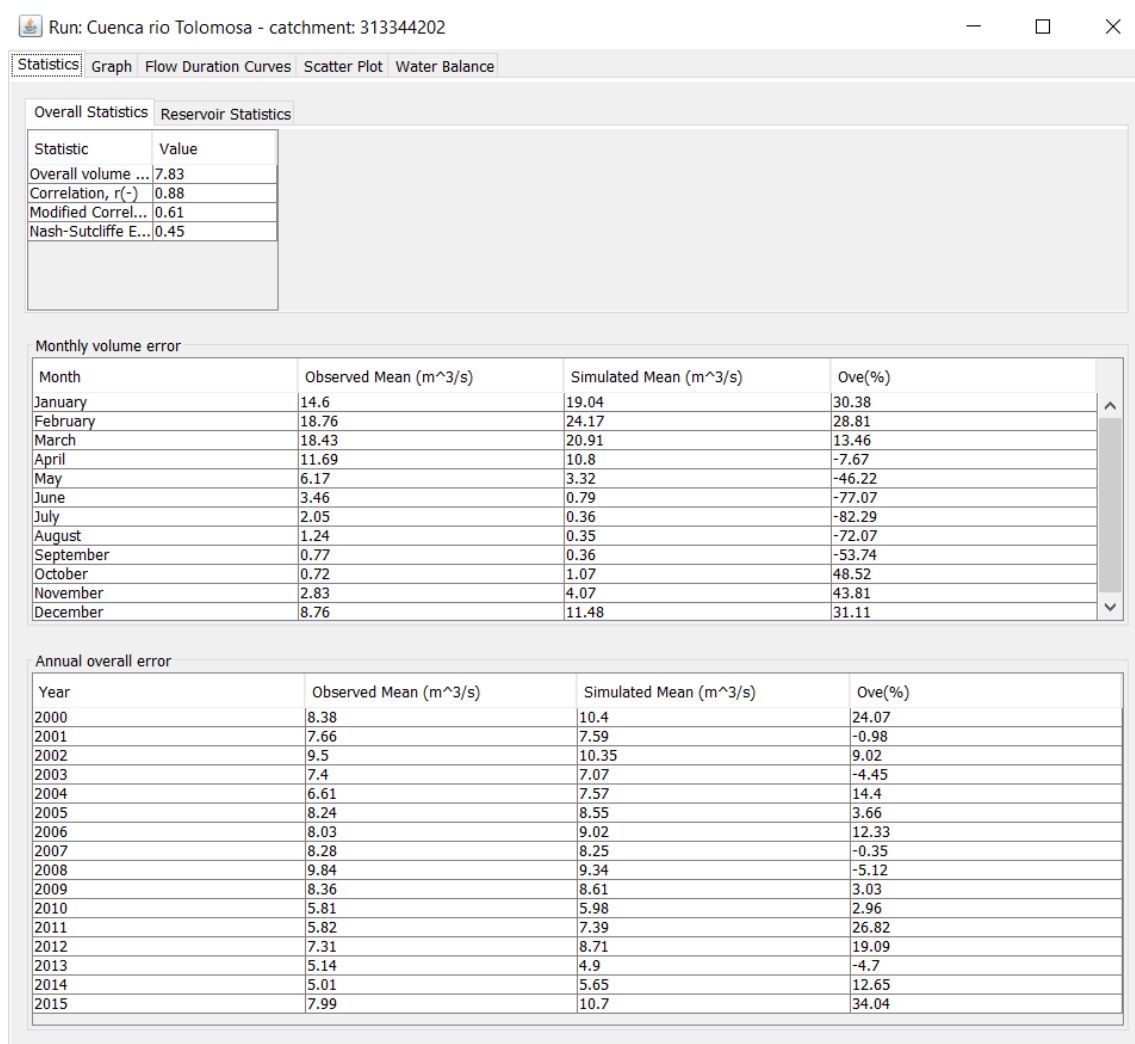 Run: Cuenca rio Tolomosa - catchment: 313344202
Statistics Graph Flow Duration Curves Scatter Plot Water Balance
Overall Statistics Reservoir Statistics
Statistic Value
Overall volume ... 7.83
Correlation, r(-) 0.88
Modified Correl... 0.61
Nash-Sutcliffe E... 0.45
Monthly volume error
Month Observed Mean (m^3/s) Simulated Mean (m^3/s) Ove(%)
January 14.6 19.04 30.38
February 18.76 24.17 28.81
March 18.43 20.91 13.46
April 11.69 10.8 -7.67
May 6.17 3.32 -46.22
June 3.46 0.79 -77.07
July 2.05 0.36 -82.29
August 1.24 0.35 -72.07
September 0.77 0.36 -53.74
October 0.72 1.07 48.52
November 2.83 4.07 43.81
December 8.76 11.48 31.11
Annual overall error
Year Observed Mean (m^3/s) Simulated Mean (m^3/s) Ove(%)
2000 8.38 10.4 24.07
2001 7.66 7.59 -0.98
2002 9.5 10.35 9.02
2003 7.4 7.07 -4.45
2004 6.61 7.57 14.4
2005 8.24 8.55 3.66
2006 8.03 9.02 12.33
2007 8.28 8.25 -0.35
2008 9.84 9.34 -5.12
2009 8.36 8.61 3.03
2010 5.81 5.98 2.96
2011 5.82 7.39 26.82
2012 7.31 8.71 19.09
2013 5.14 4.9 -4.7
2014 5.01 5.65 12.65
2015 7.99 10.7 34.04